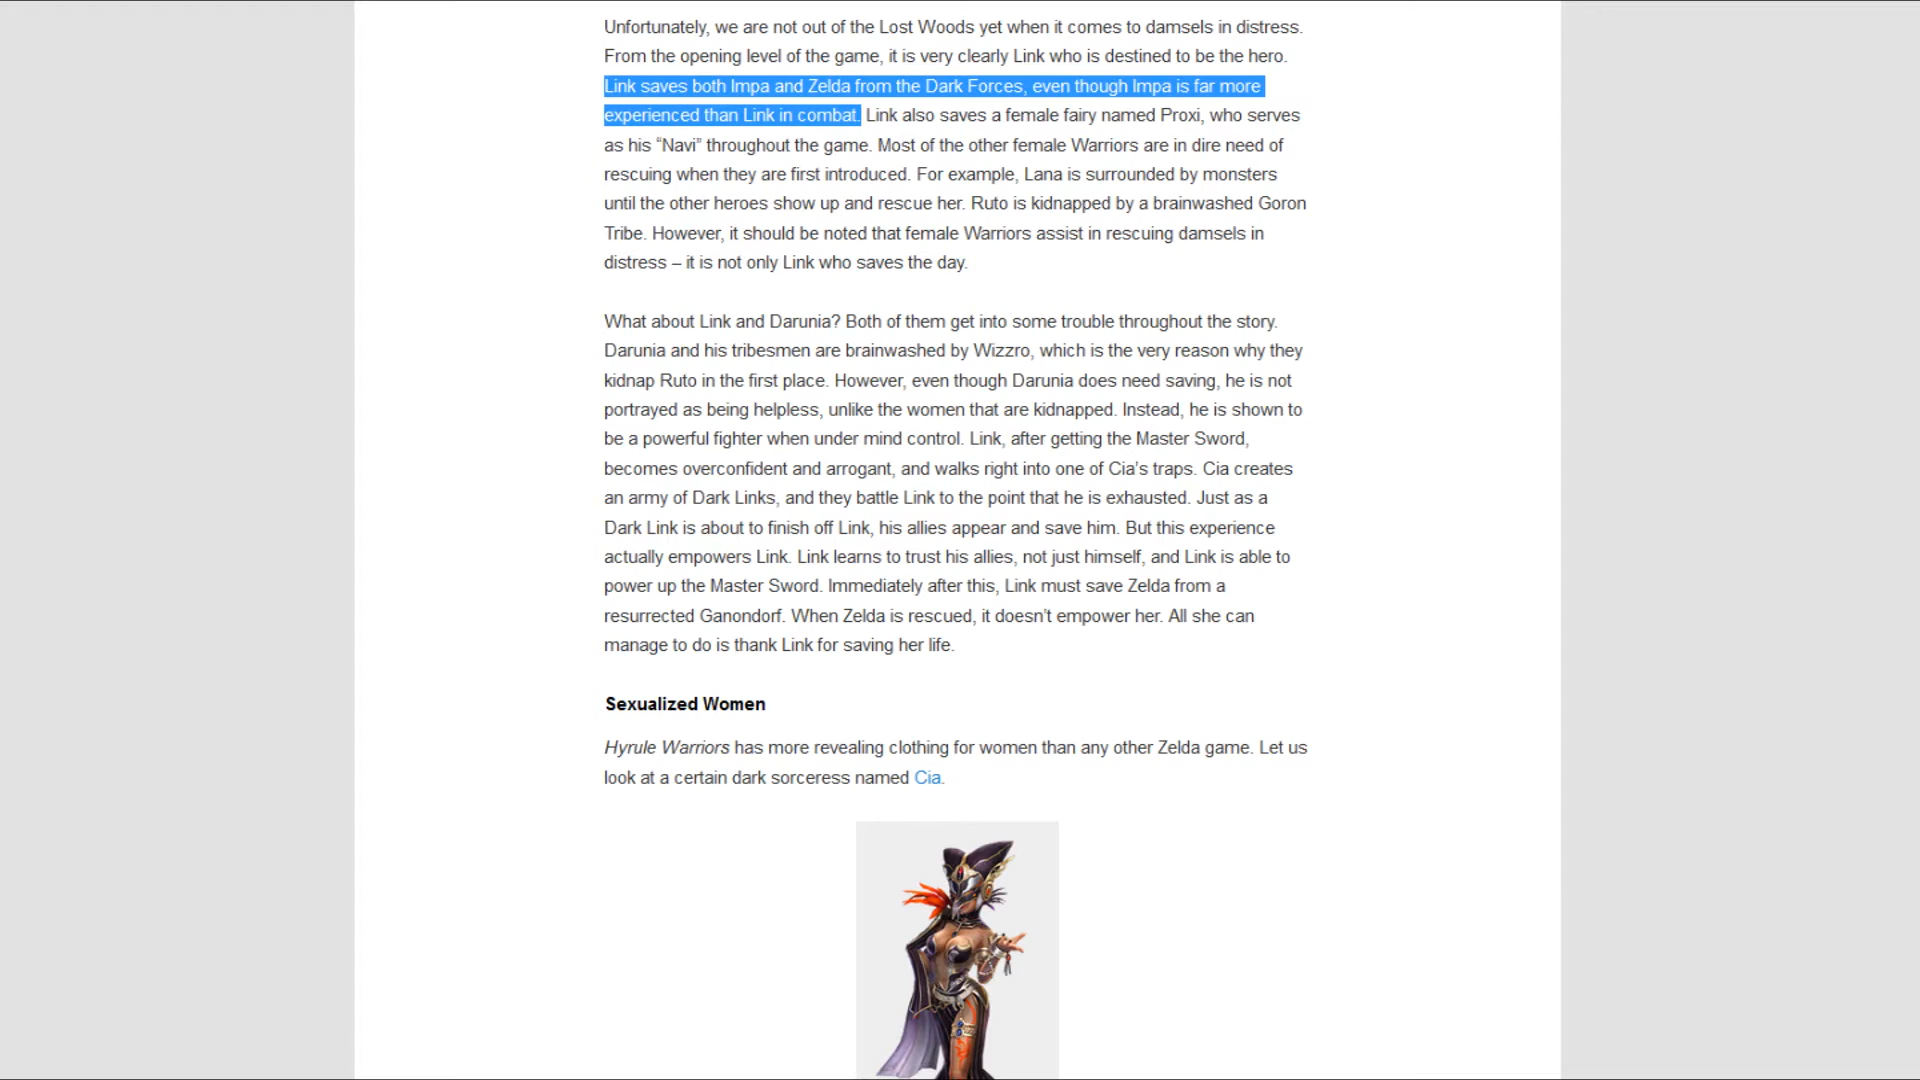 Unfortunately, we are not out of the Lost Woods yet when it comes to damsels in distress.
From the opening level of the game, it is very clearly Link who is destined to be the hero.
Link saves both Impa and Zelda from the Dark Forces, even though Impa is far more
experienced than Link in combat. Link also saves a female fairy named Proxi, who serves
as his “Navi” throughout the game. Most of the other female Warriors are in dire need of
rescuing when they are first introduced. For example, Lana is surrounded by monsters
until the other heroes show up and rescue her. Ruto is kidnapped by a brainwashed Goron
Tribe. However, it should be noted that female Warriors assist in rescuing damsels in
distress – it is not only Link who saves the day.
What about Link and Darunia? Both of them get into some trouble throughout the story.
Darunia and his tribesmen are brainwashed by Wizzro, which is the very reason why they
kidnap Ruto in the first place. However, even though Darunia does need saving, he is not
portrayed as being helpless, unlike the women that are kidnapped. Instead, he is shown to
be a powerful fighter when under mind control. Link, after getting the Master Sword,
becomes overconfident and arrogant, and walks right into one of Cia’s traps. Cia creates
an army of Dark Links, and they battle Link to the point that he is exhausted. Just as a
Dark Link is about to finish off Link, his allies appear and save him. But this experience
actually empowers Link. Link learns to trust his allies, not just himself, and Link is able to
power up the Master Sword. Immediately after this, Link must save Zelda from a
resurrected Ganondorf. When Zelda is rescued, it doesn’t empower her. All she can
manage to do is thank Link for saving her life.
Sexualized Women
Hyrule Warriors has more revealing clothing for women than any other Zelda game. Let us
look at a certain dark sorceress named Cia.